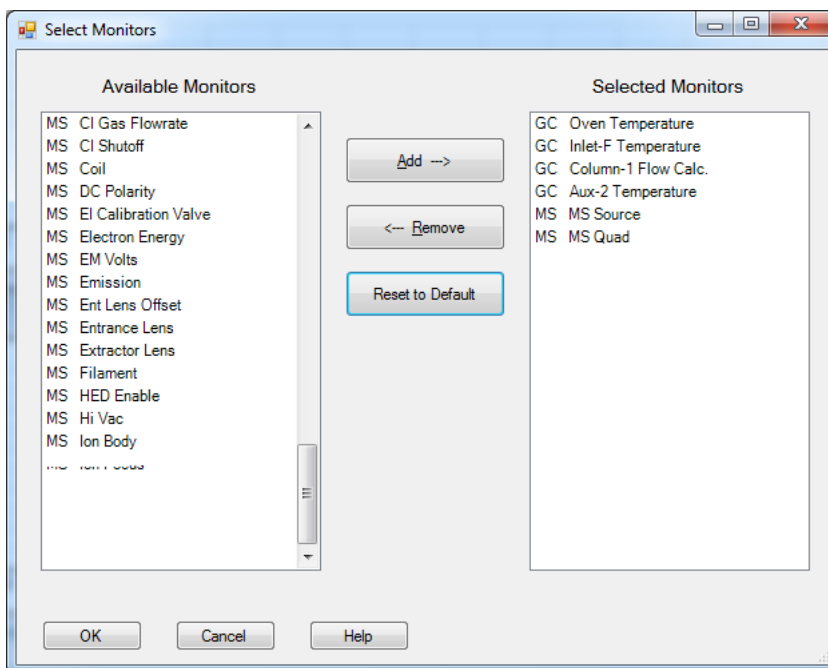 Select Monitors
Available Monitors
MS CI Gas Flowrate
MS CI Shutoff
MS Coil
MS DC Polarity
MS EI Calibration Valve
MS Electron Energy
MS EM Volts
MS Emission
MS Ent Lens Offset
MS Entrance Lens
MS Extractor Lens
MS Filament
MS HED Enable
MS Hi Vac
MS Ion Body
Add --->
<--- Remove
Reset to Default
Selected Monitors
GC Oven Temperature
GC Inlet-F Temperature
GC Column-1 Flow Calc.
GC Aux-2 Temperature
MS MS Source
MS MS Quad
OK Cancel Help